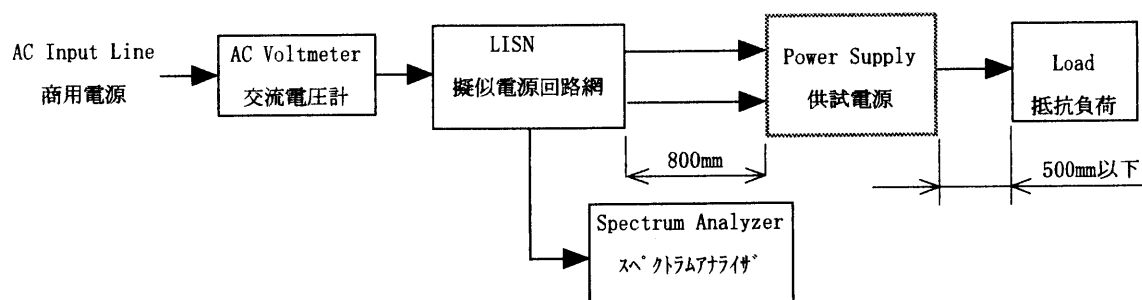 AC Input Line
商用電源
AC Voltmeter
交流電圧計
LISN
擬似電源回路網
Power Supply
供試電源
Load
抵抗負荷
800mm
500mm以下
Spectrum Analyzer
ｽﾍﾟｸﾄﾗﾑｱﾅﾗｲｻﾞ